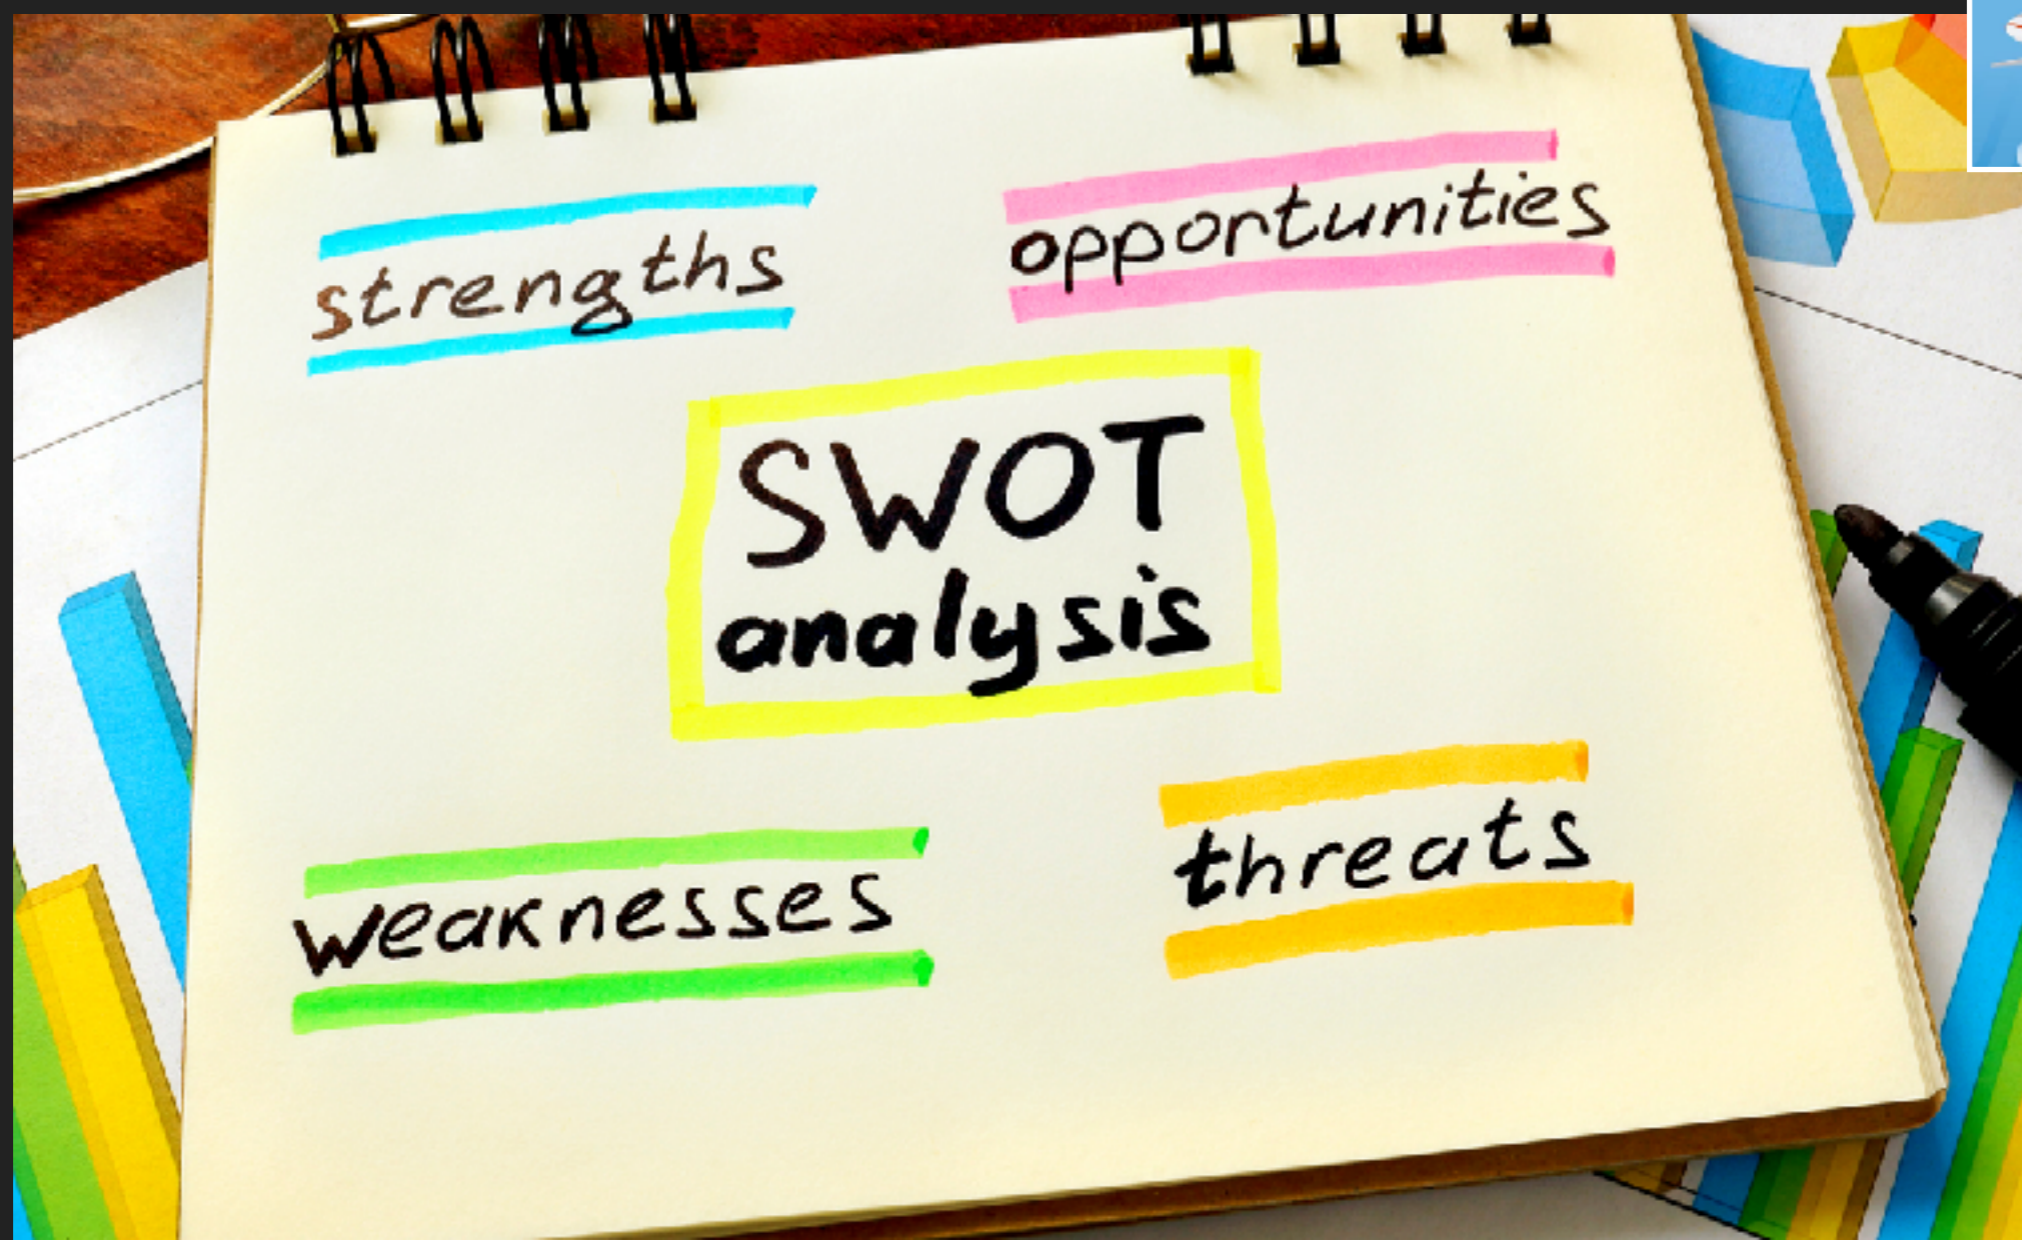 strengths
opportunities
SWOT
analysis
weaknesses
threats